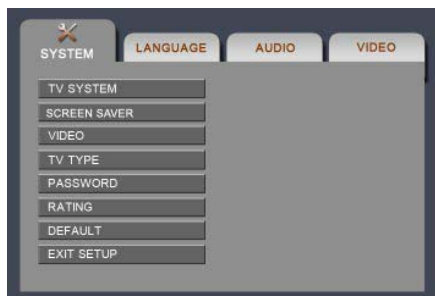 SYSTEM LANGUAGE AUDIO VIDEO
TV SYSTEM
SCREEN SAVER
VIDEO
TV TYPE
PASSWORD
RATING
DEFAULT
EXIT SETUP